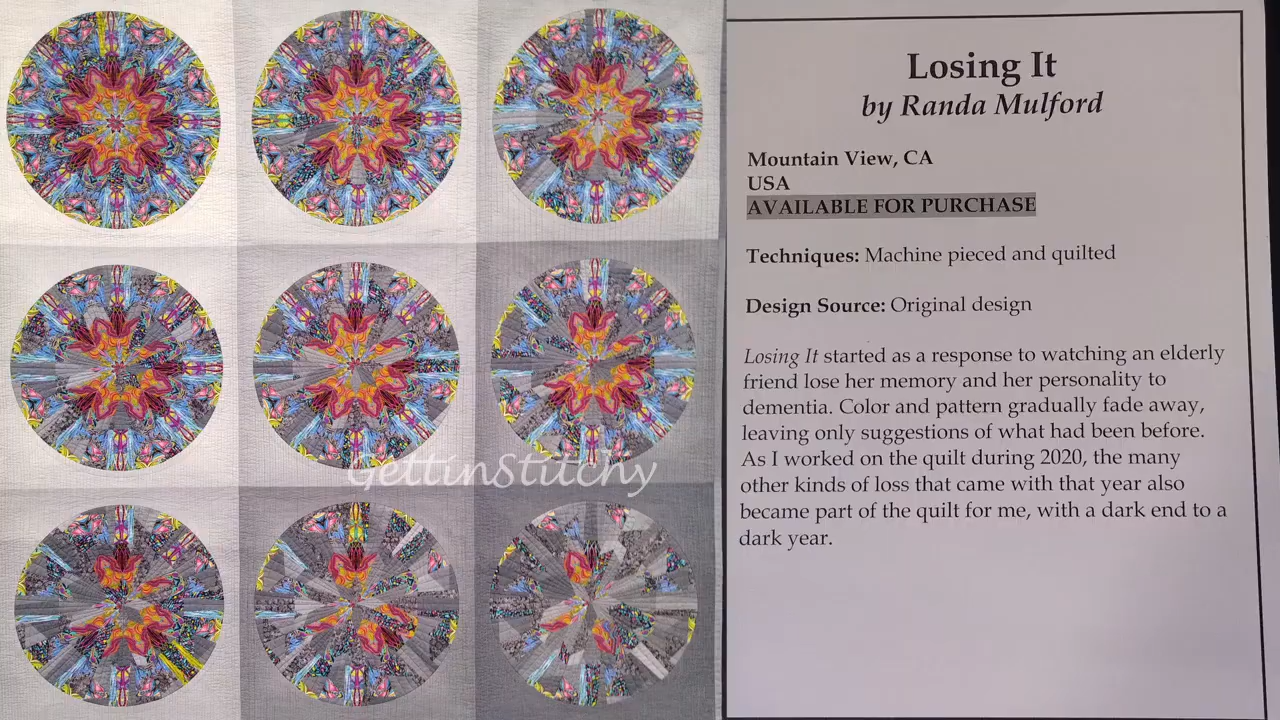 Losing It
by Randa Mulford
Mountain View, CA
USA
AVAILABLE FOR PURCHASE
Techniques: Machine pieced and quilted
Design Source: Original design
Losing It started as a response to watching an elderly
friend lose her memory and her personality to
dementia. Color and pattern gradually fade away,
leaving only suggestions of what had been before.
As I worked on the quilt during 2020, the many
other kinds of loss that came with that year also
became part of the quilt for me, with a dark end to a
dark year.
GettinStitchy